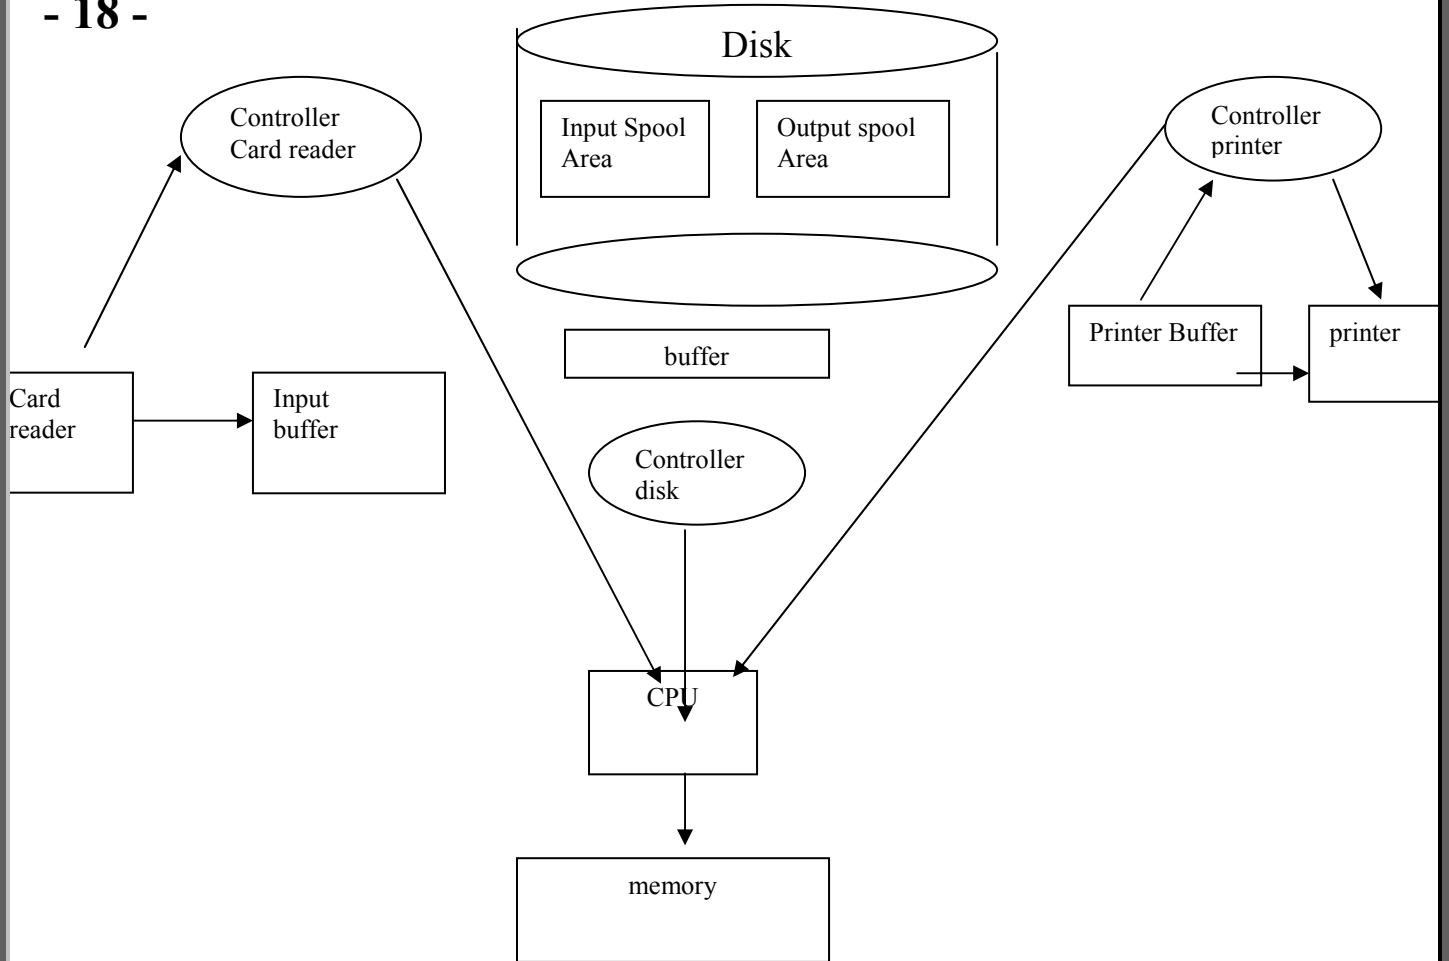 - 18 -
Disk
Controller
Card reader
Input Spool
Area
Output spool
Area
Controller
printer
Printer Buffer
printer
buffer
Card
reader
Input
buffer
Controller
disk
CPU
memory